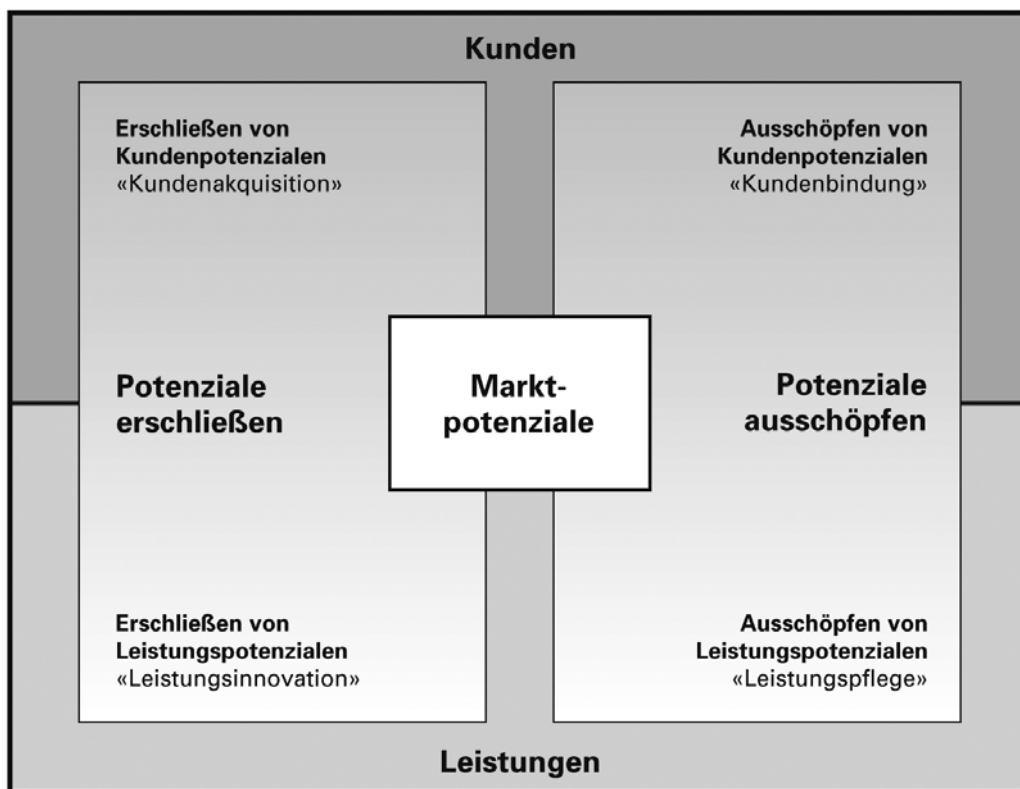 Kunden
Erschließen von
Kundenpotenzialen
«Kundenakquisition»
Ausschöpfen von
Kundenpotenzialen
«Kundenbindung»
Potenziale
erschließen
Markt-
potenziale
Potenziale
ausschöpfen
Erschließen von
Leistungspotenzialen
«Leistungsinnovation»
Ausschöpfen von
Leistungspotenzialen
«Leistungspflege»
Leistungen